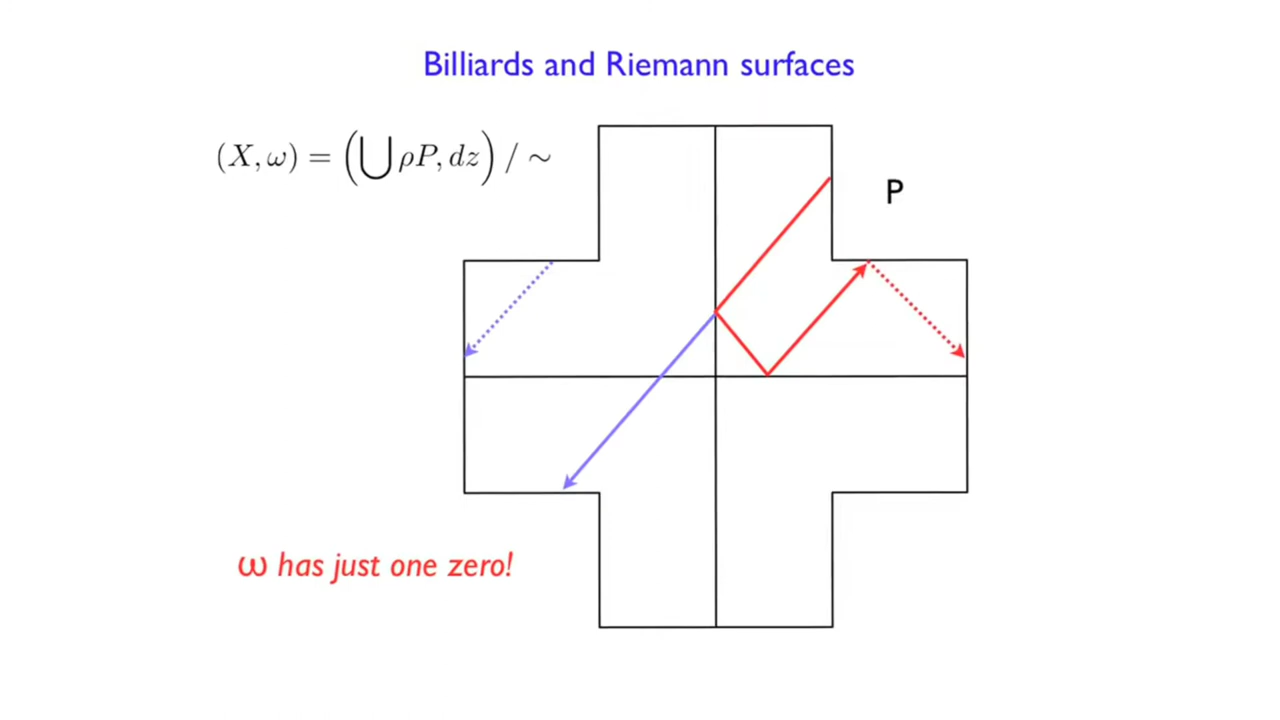 Billiards and Riemann surfaces
(X, ω) = (⋃ ρP, dz) / ∼
P
ω has just one zero!